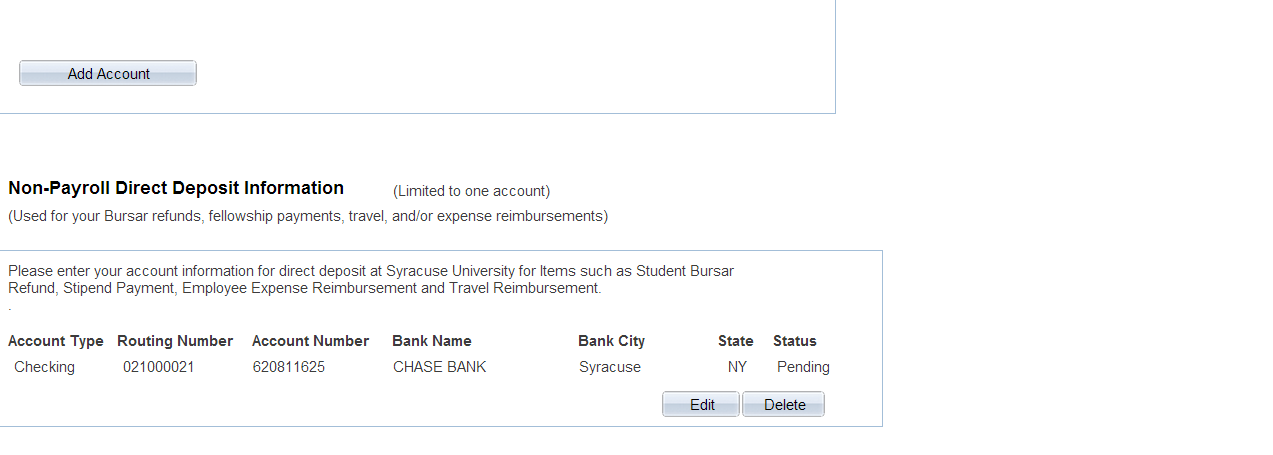 Add Account
Non-Payroll Direct Deposit Information (Limited to one account)
(Used for your Bursar refunds, fellowship payments, travel, and/or expense reimbursements)
Please enter your account information for direct deposit at Syracuse University for Items such as Student Bursar
Refund, Stipend Payment, Employee Expense Reimbursement and Travel Reimbursement.
.
Account Type Routing Number Account Number Bank Name Bank City State Status
Checking 021000021 620811625 CHASE BANK Syracuse NY Pending
Edit Delete